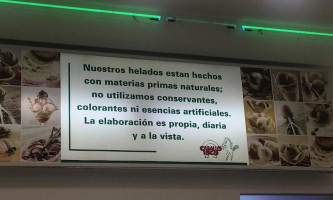 Nuestros helados estan hechos
con materias primas naturales;
no utilizamos conservantes,
colorantes ni esencias artificiales.
La elaboración es propia, diaria
y a la vista.